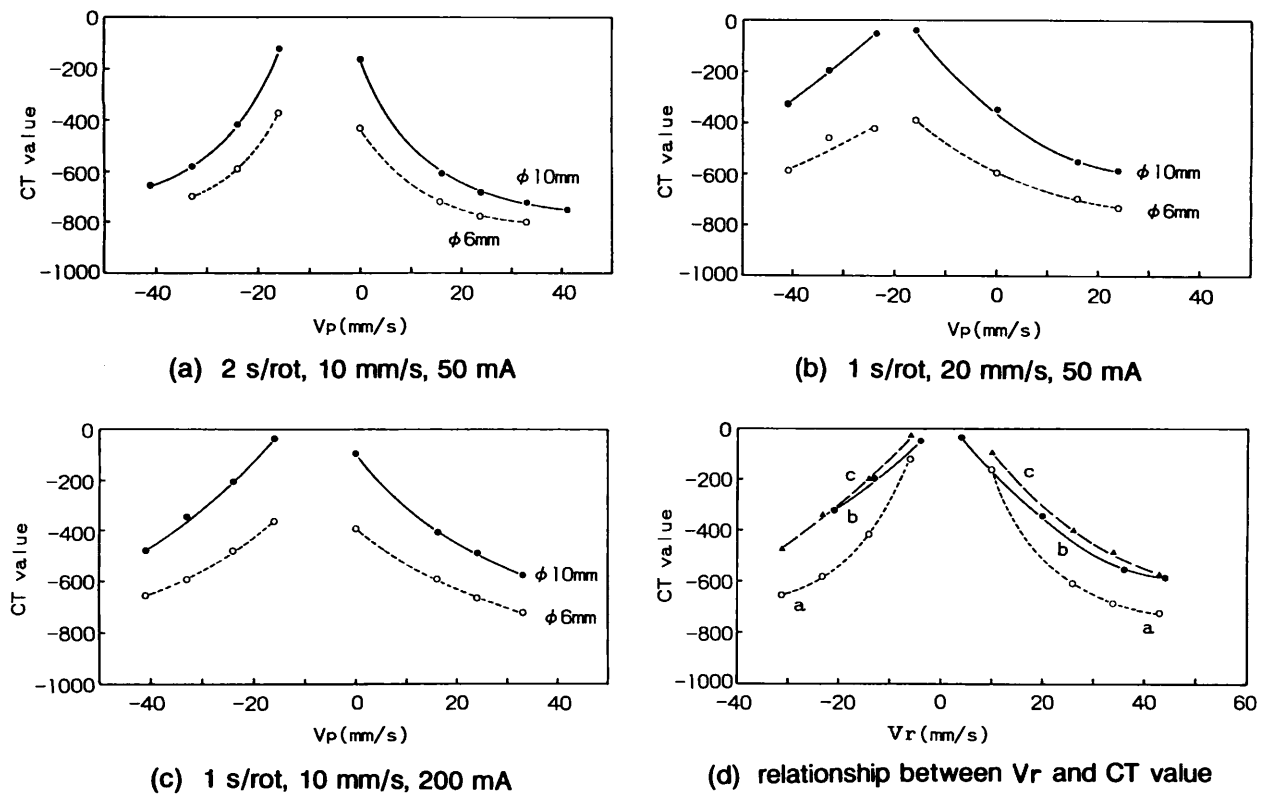 0
-200
-400
-600
-800
-1000
CT value
-40 -20 0 20 40
Vp(mm/s)
φ10mm
φ6mm
(a) 2 s/rot, 10 mm/s, 50 mA
0
-200
-400
-600
-800
-1000
CT value
-40 -20 0 20 40
Vp(mm/s)
φ10mm
φ6mm
(b) 1 s/rot, 20 mm/s, 50 mA
0
-200
-400
-600
-800
-1000
CT value
-40 -20 0 20 40
Vp(mm/s)
φ10mm
φ6mm
(c) 1 s/rot, 10 mm/s, 200 mA
0
-200
-400
-600
-800
-1000
CT value
c c
b b
a a
-40 -20 0 20 40 60
Vr(mm/s)
(d) relationship between Vr and CT value